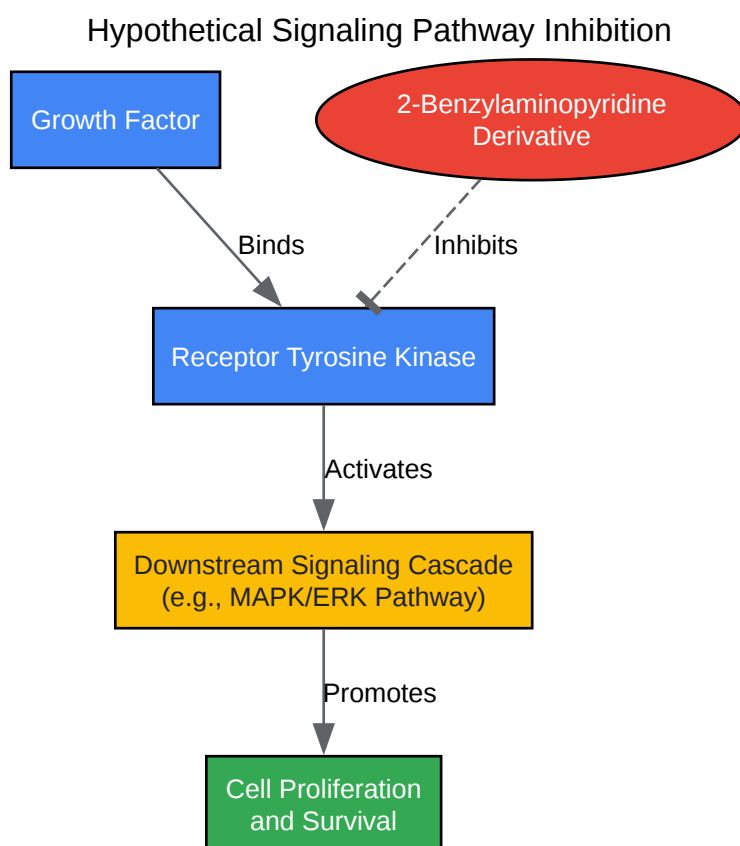 Hypothetical Signaling Pathway Inhibition
Growth Factor
2-Benzylaminopyridine
Derivative
Binds
Inhibits
Receptor Tyrosine Kinase
Activates
Downstream Signaling Cascade
(e.g., MAPK/ERK Pathway)
Promotes
Cell Proliferation
and Survival